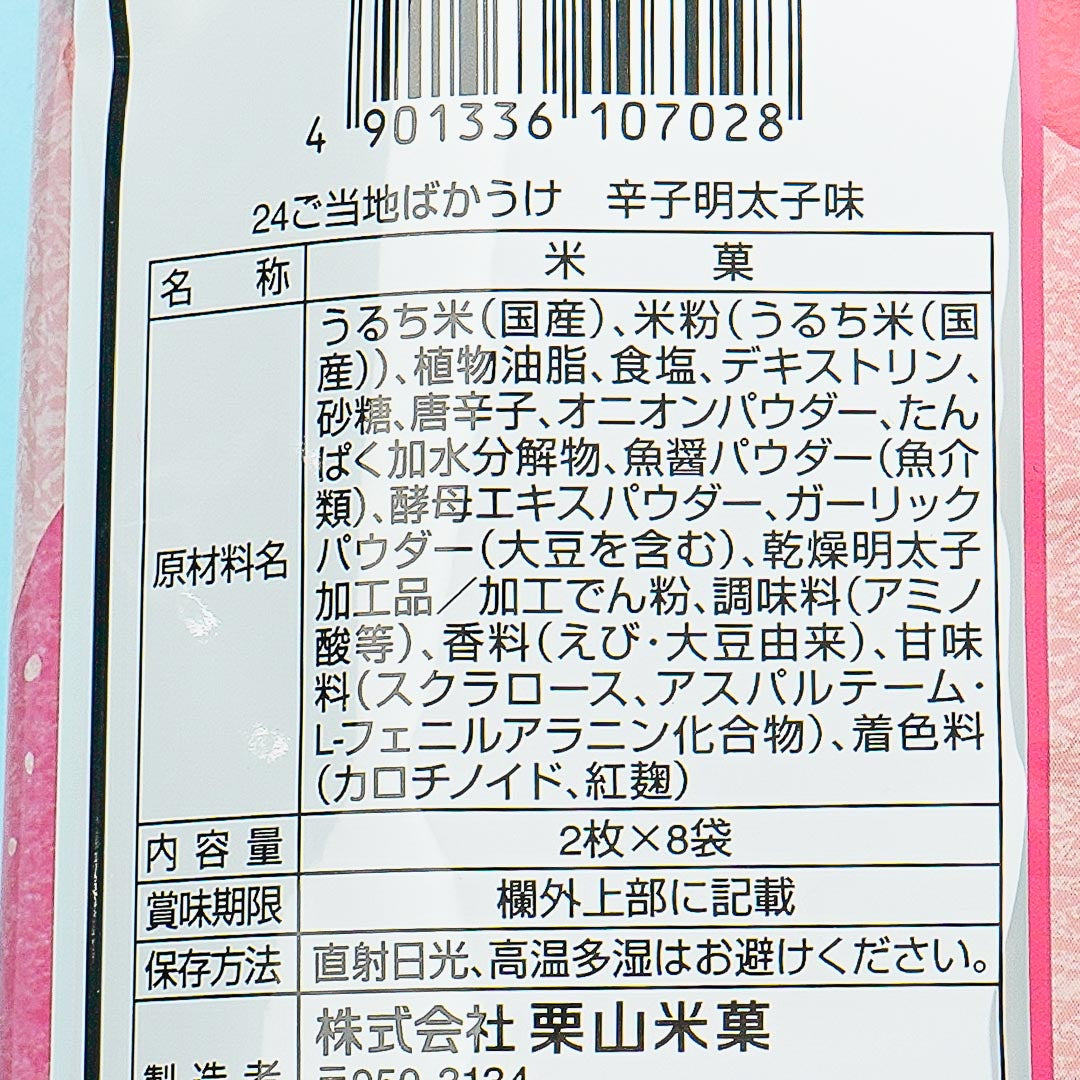 4 901336 107028
24ご当地ばかうけ 辛子明太子味
名称 米菓
原材料名
うるち米(国産)、米粉(うるち米(国
産))、植物油脂、食塩、デキストリン、
砂糖、唐辛子、オニオンパウダー、たん
ぱく加水分解物、魚醤パウダー(魚介
類)、酵母エキスパウダー、ガーリック
パウダー(大豆を含む)、乾燥明太子
加工品/加工でん粉、調味料(アミノ
酸等)、香料(えび・大豆由来)、甘味
料(スクラロース、アスパルテーム・
L-フェニルアラニン化合物)、着色料
(カロチノイド、紅麹)
内容量 2枚×8袋
賞味期限 欄外上部に記載
保存方法 直射日光、高温多湿はお避けください。
製造者 株式会社 栗山米菓
〒950-3134